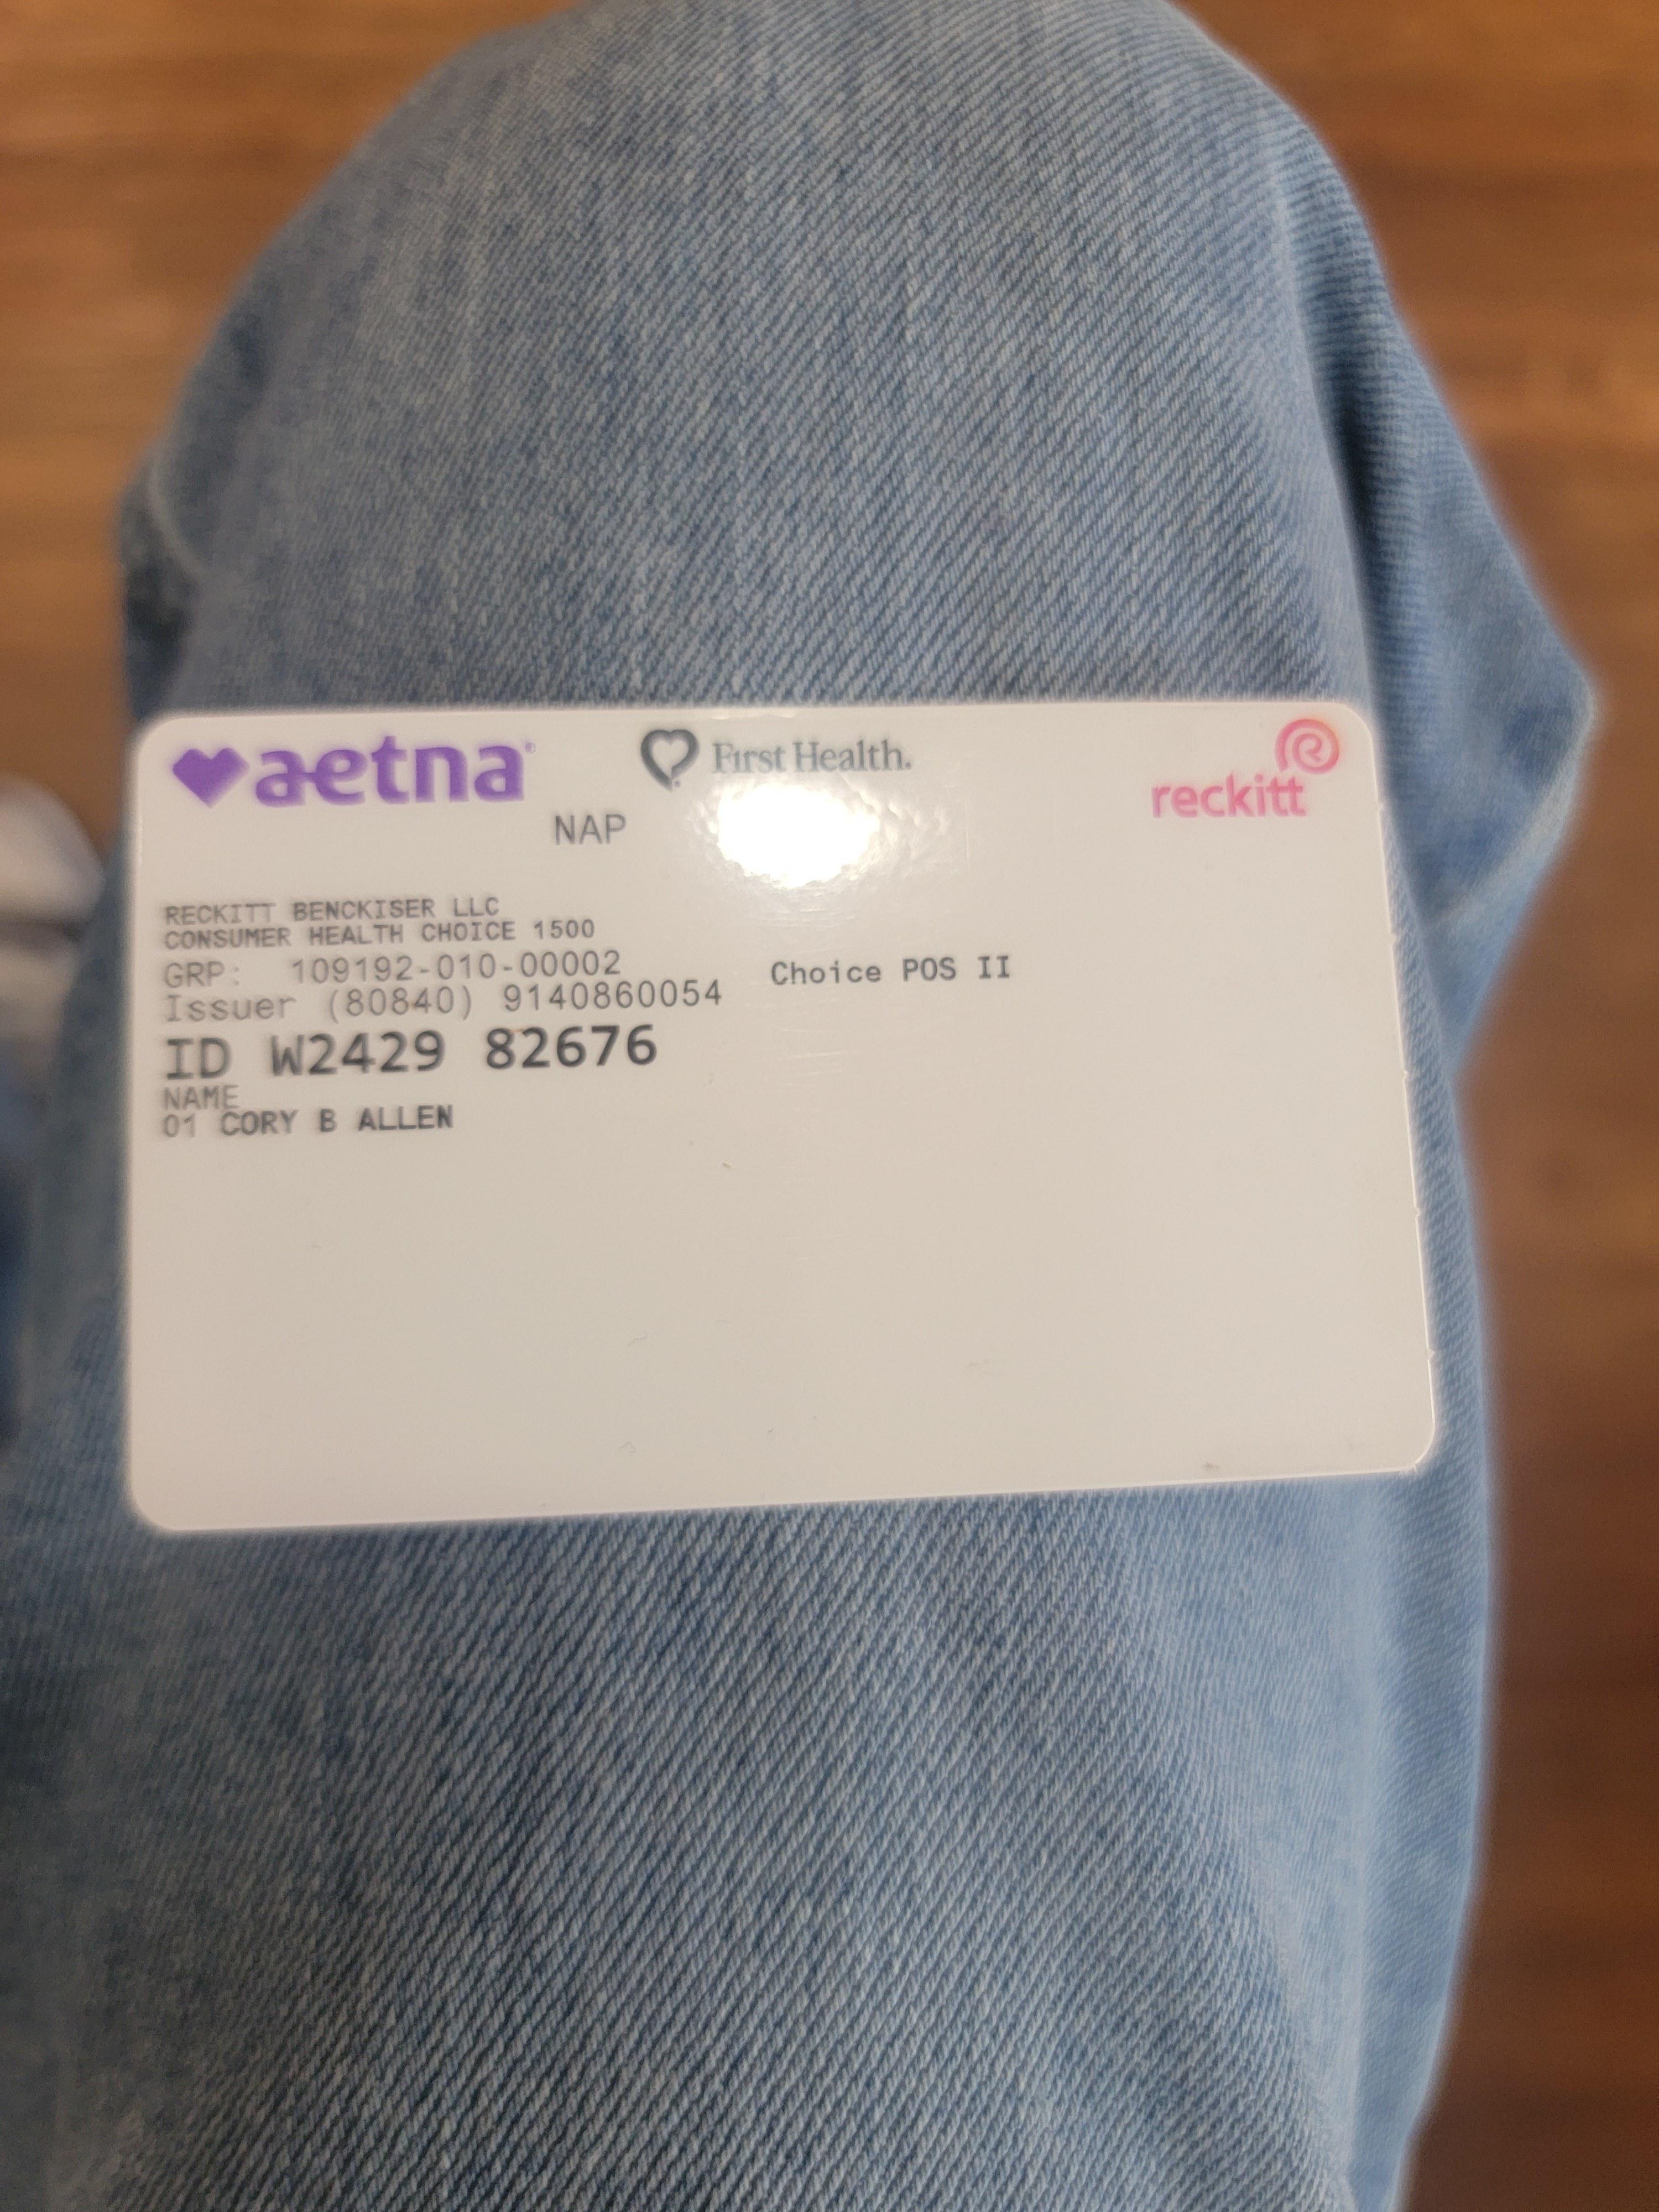 aetna
First Health.
reckitt
NAP
RECKITT BENCKISER LLC
CONSUMER HEALTH CHOICE 1500
GRP: 109192-010-00002
Choice POS II
Issuer (80840) 9140860054
ID W2429 82676
NAME
01 CORY B ALLEN